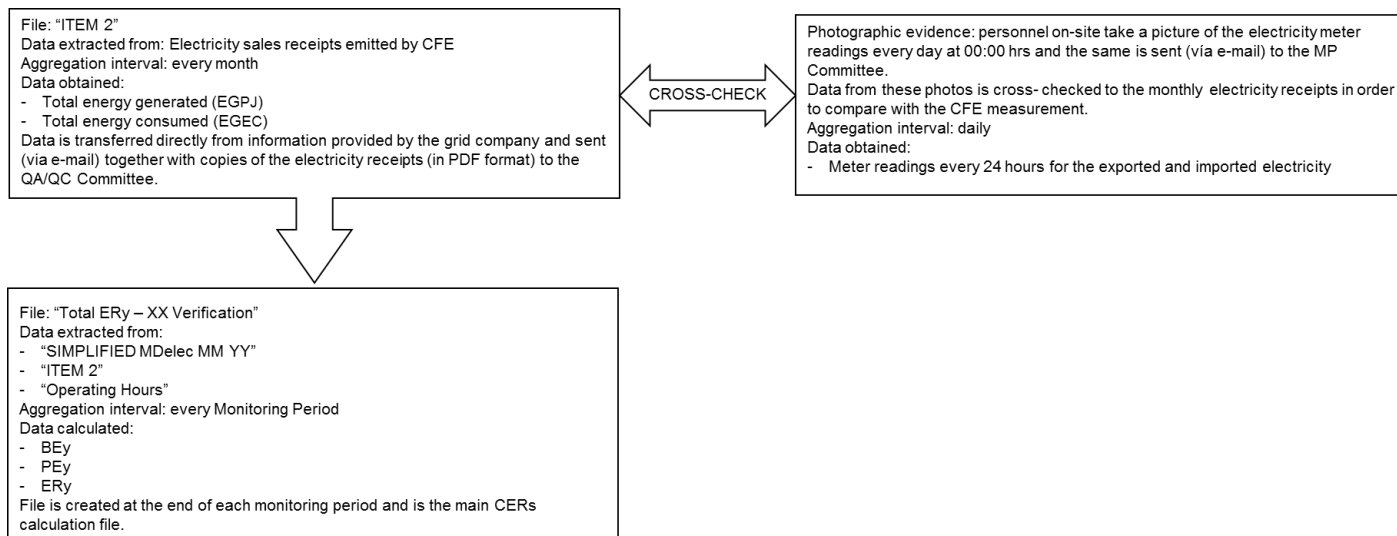 File: “ITEM 2”
Data extracted from: Electricity sales receipts emitted by CFE
Aggregation interval: every month
Data obtained:
- Total energy generated (EGPJ)
- Total energy consumed (EGEC)
Data is transferred directly from information provided by the grid company and sent
(via e-mail) together with copies of the electricity receipts (in PDF format) to the
QA/QC Committee.
CROSS-CHECK
Photographic evidence: personnel on-site take a picture of the electricity meter
readings every day at 00:00 hrs and the same is sent (vía e-mail) to the MP
Committee.
Data from these photos is cross- checked to the monthly electricity receipts in order
to compare with the CFE measurement.
Aggregation interval: daily
Data obtained:
- Meter readings every 24 hours for the exported and imported electricity
File: “Total ERy – XX Verification”
Data extracted from:
- “SIMPLIFIED MDelec MM YY”
- “ITEM 2”
- “Operating Hours”
Aggregation interval: every Monitoring Period
Data calculated:
- BEy
- PEy
- ERy
File is created at the end of each monitoring period and is the main CERs
calculation file.